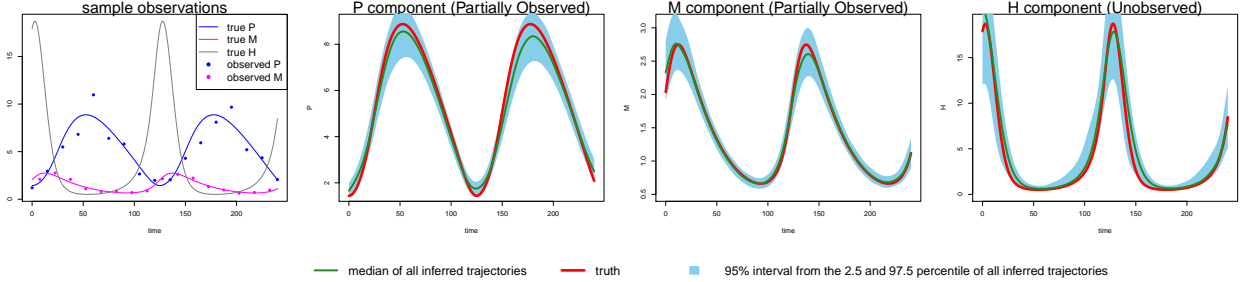 sample observations
P component (Partially Observed)
M component (Partially Observed)
H component (Unobserved)
true P
true M
true H
observed P
observed M
0 5 10 15
0 50 100 150 200
time
P
2 4 6 8
0 50 100 150 200
time
M
0.5 1.0 1.5 2.0 2.5 3.0
0 50 100 150 200
time
H
0 5 10 15
0 50 100 150 200
time
median of all inferred trajectories
truth
95% interval from the 2.5 and 97.5 percentile of all inferred trajectories